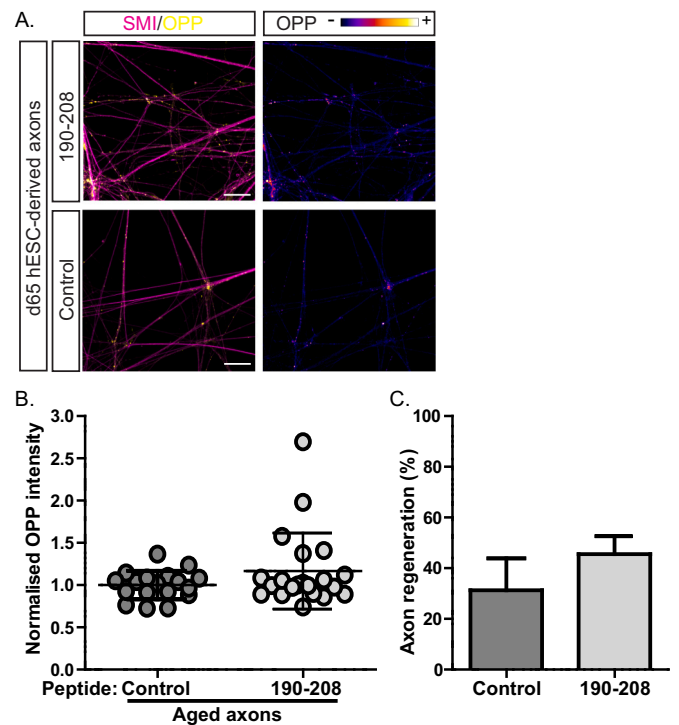 A.
SMI/OPP
OPP - +
d65 hESC-derived axons
190-208
Control
B.
Normalised OPP intensity
3.0
2.5
2.0
1.5
1.0
0.5
0.0
Peptide: Control 190-208
Aged axons
C.
Axon regeneration (%)
100
80
60
40
20
0
Control 190-208